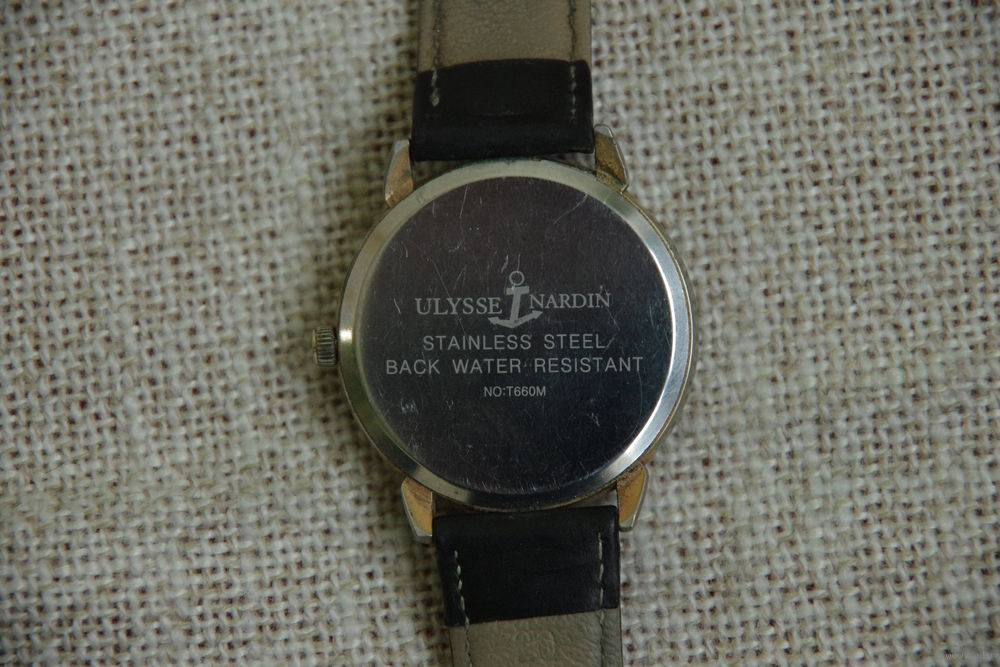 ULYSSE NARDIN
STAINLESS STEEL
BACK WATER RESISTANT
NO:T660M